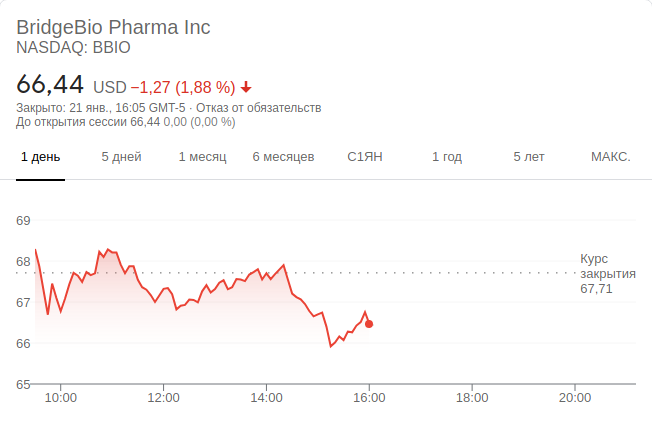 BridgeBio Pharma Inc
NASDAQ: BBIO
66,44 USD −1,27 (1,88 %)
Закрыто: 21 янв., 16:05 GMT-5 · Отказ от обязательств
До открытия сессии 66,44 0,00 (0,00 %)
1 день 5 дней 1 месяц 6 месяцев С1ЯН 1 год 5 лет МАКС.
69
68
67
66
65
Курс
закрытия
67,71
10:00 12:00 14:00 16:00 18:00 20:00